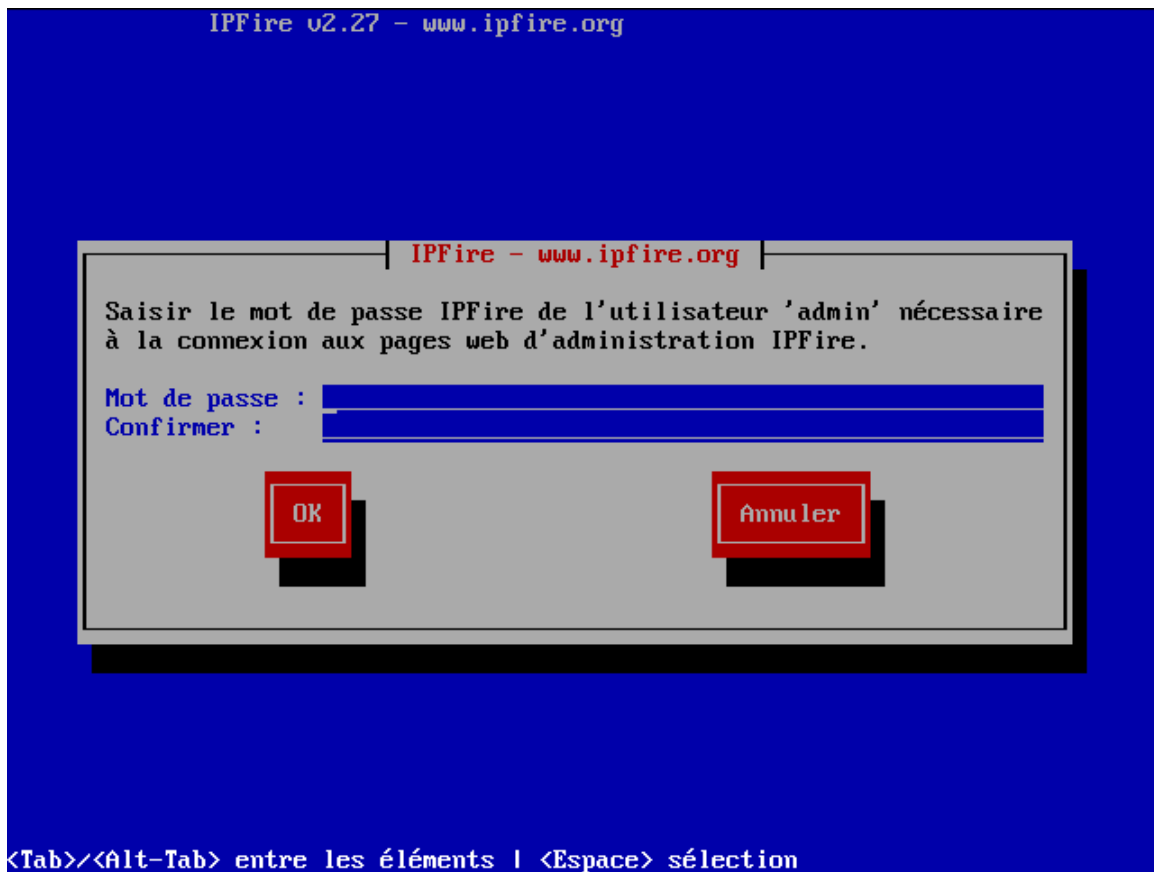 IPFire v2.27 - www.ipfire.org
IPFire - www.ipfire.org
Saisir le mot de passe IPFire de l'utilisateur 'admin' nécessaire
à la connexion aux pages web d'administration IPFire.
Mot de passe :
Confirmer :
OK
Annuler
<Tab>/<Alt-Tab> entre les éléments | <Espace> sélection